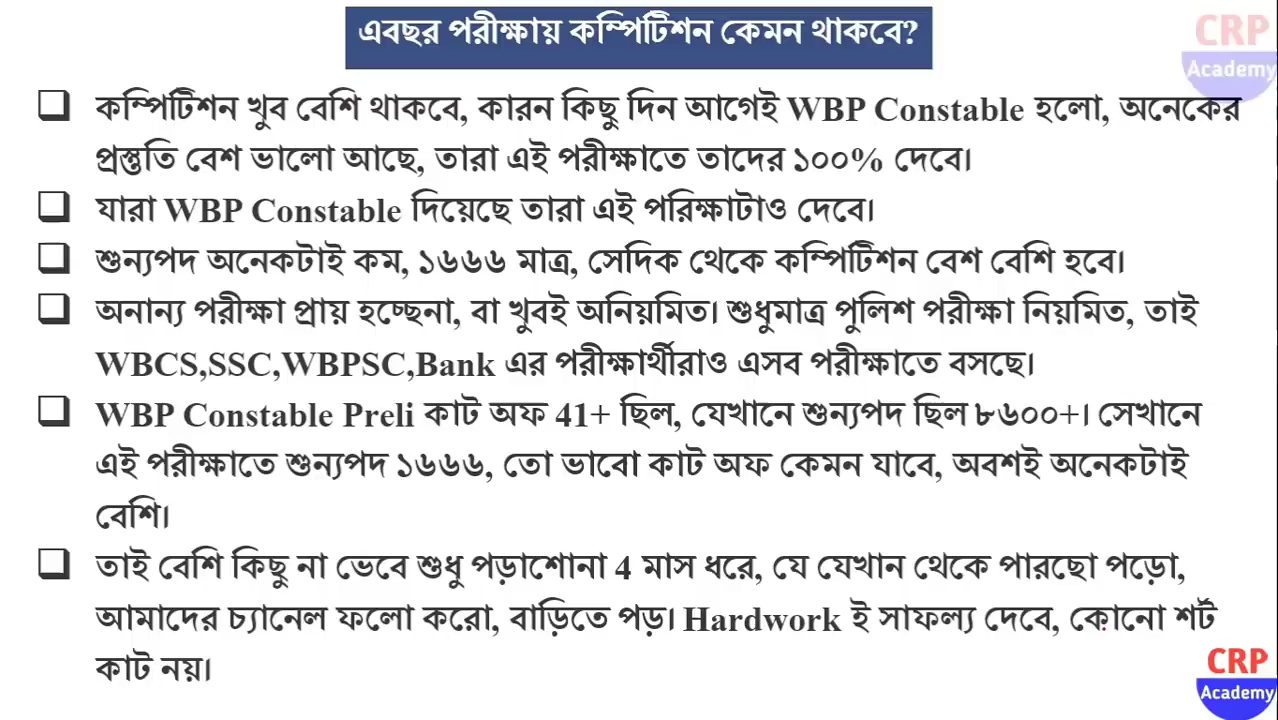 এবছর পরীক্ষায় কম্পিটিশন কেমন থাকবে?
CRP
Academy
❑ কম্পিটিশন খুব বেশি থাকবে, কারন কিছু দিন আগেই WBP Constable হলো, অনেকের
প্রস্তুতি বেশ ভালো আছে, তারা এই পরীক্ষাতে তাদের ১০০% দেবে।
❑ যারা WBP Constable দিয়েছে তারা এই পরিক্ষাটাও দেবে।
❑ শুন্যপদ অনেকটাই কম, ১৬৬৬ মাত্র, সেদিক থেকে কম্পিটিশন বেশ বেশি হবে।
❑ অনান্য পরীক্ষা প্রায় হচ্ছেনা, বা খুবই অনিয়মিত। শুধুমাত্র পুলিশ পরীক্ষা নিয়মিত, তাই
WBCS,SSC,WBPSC,Bank এর পরীক্ষার্থীরাও এসব পরীক্ষাতে বসছে।
❑ WBP Constable Preli কাট অফ 41+ ছিল, যেখানে শুন্যপদ ছিল ৮৬০০+। সেখানে
এই পরীক্ষাতে শুন্যপদ ১৬৬৬, তো ভাবো কাট অফ কেমন যাবে, অবশই অনেকটাই
বেশি।
❑ তাই বেশি কিছু না ভেবে শুধু পড়াশোনা 4 মাস ধরে, যে যেখান থেকে পারছো পড়ো,
আমাদের চ্যানেল ফলো করো, বাড়িতে পড়। Hardwork ই সাফল্য দেবে, কোনো শর্ট
কাট নয়।
CRP
Academy